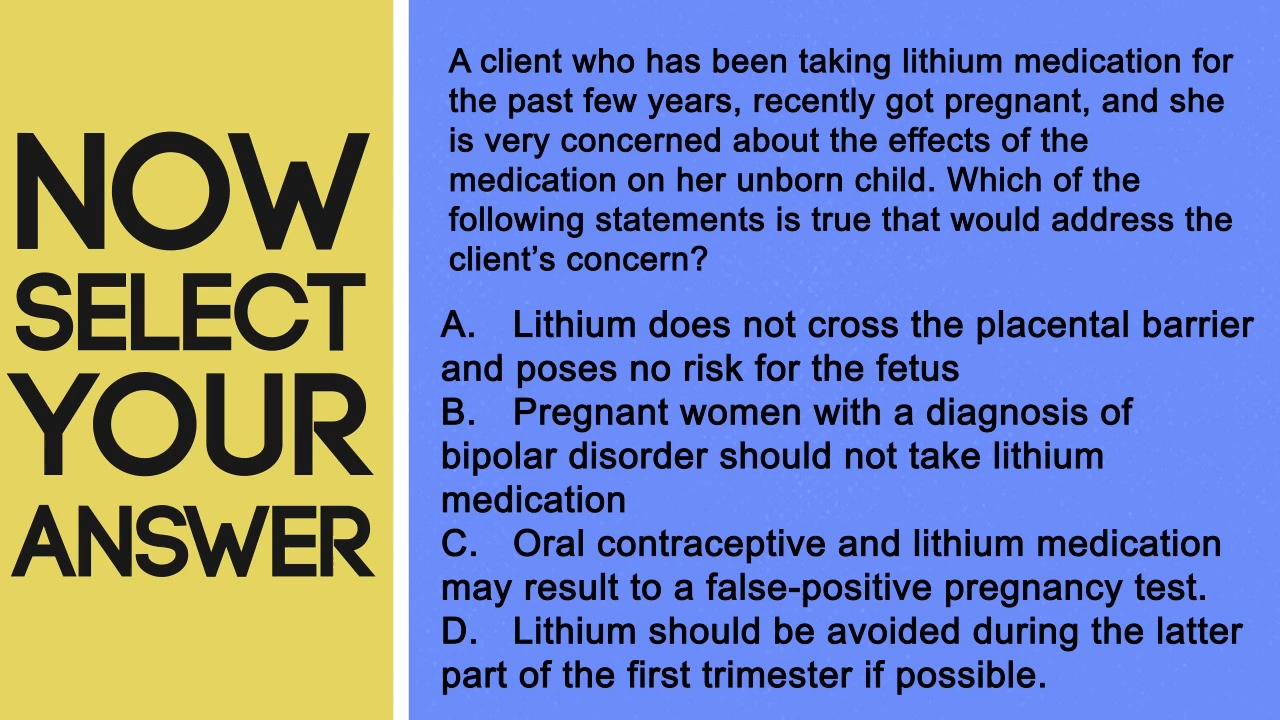 NOW
SELECT
YOUR
ANSWER
A client who has been taking lithium medication for
the past few years, recently got pregnant, and she
is very concerned about the effects of the
medication on her unborn child. Which of the
following statements is true that would address the
client’s concern?
A. Lithium does not cross the placental barrier
and poses no risk for the fetus
B. Pregnant women with a diagnosis of
bipolar disorder should not take lithium
medication
C. Oral contraceptive and lithium medication
may result to a false-positive pregnancy test.
D. Lithium should be avoided during the latter
part of the first trimester if possible.